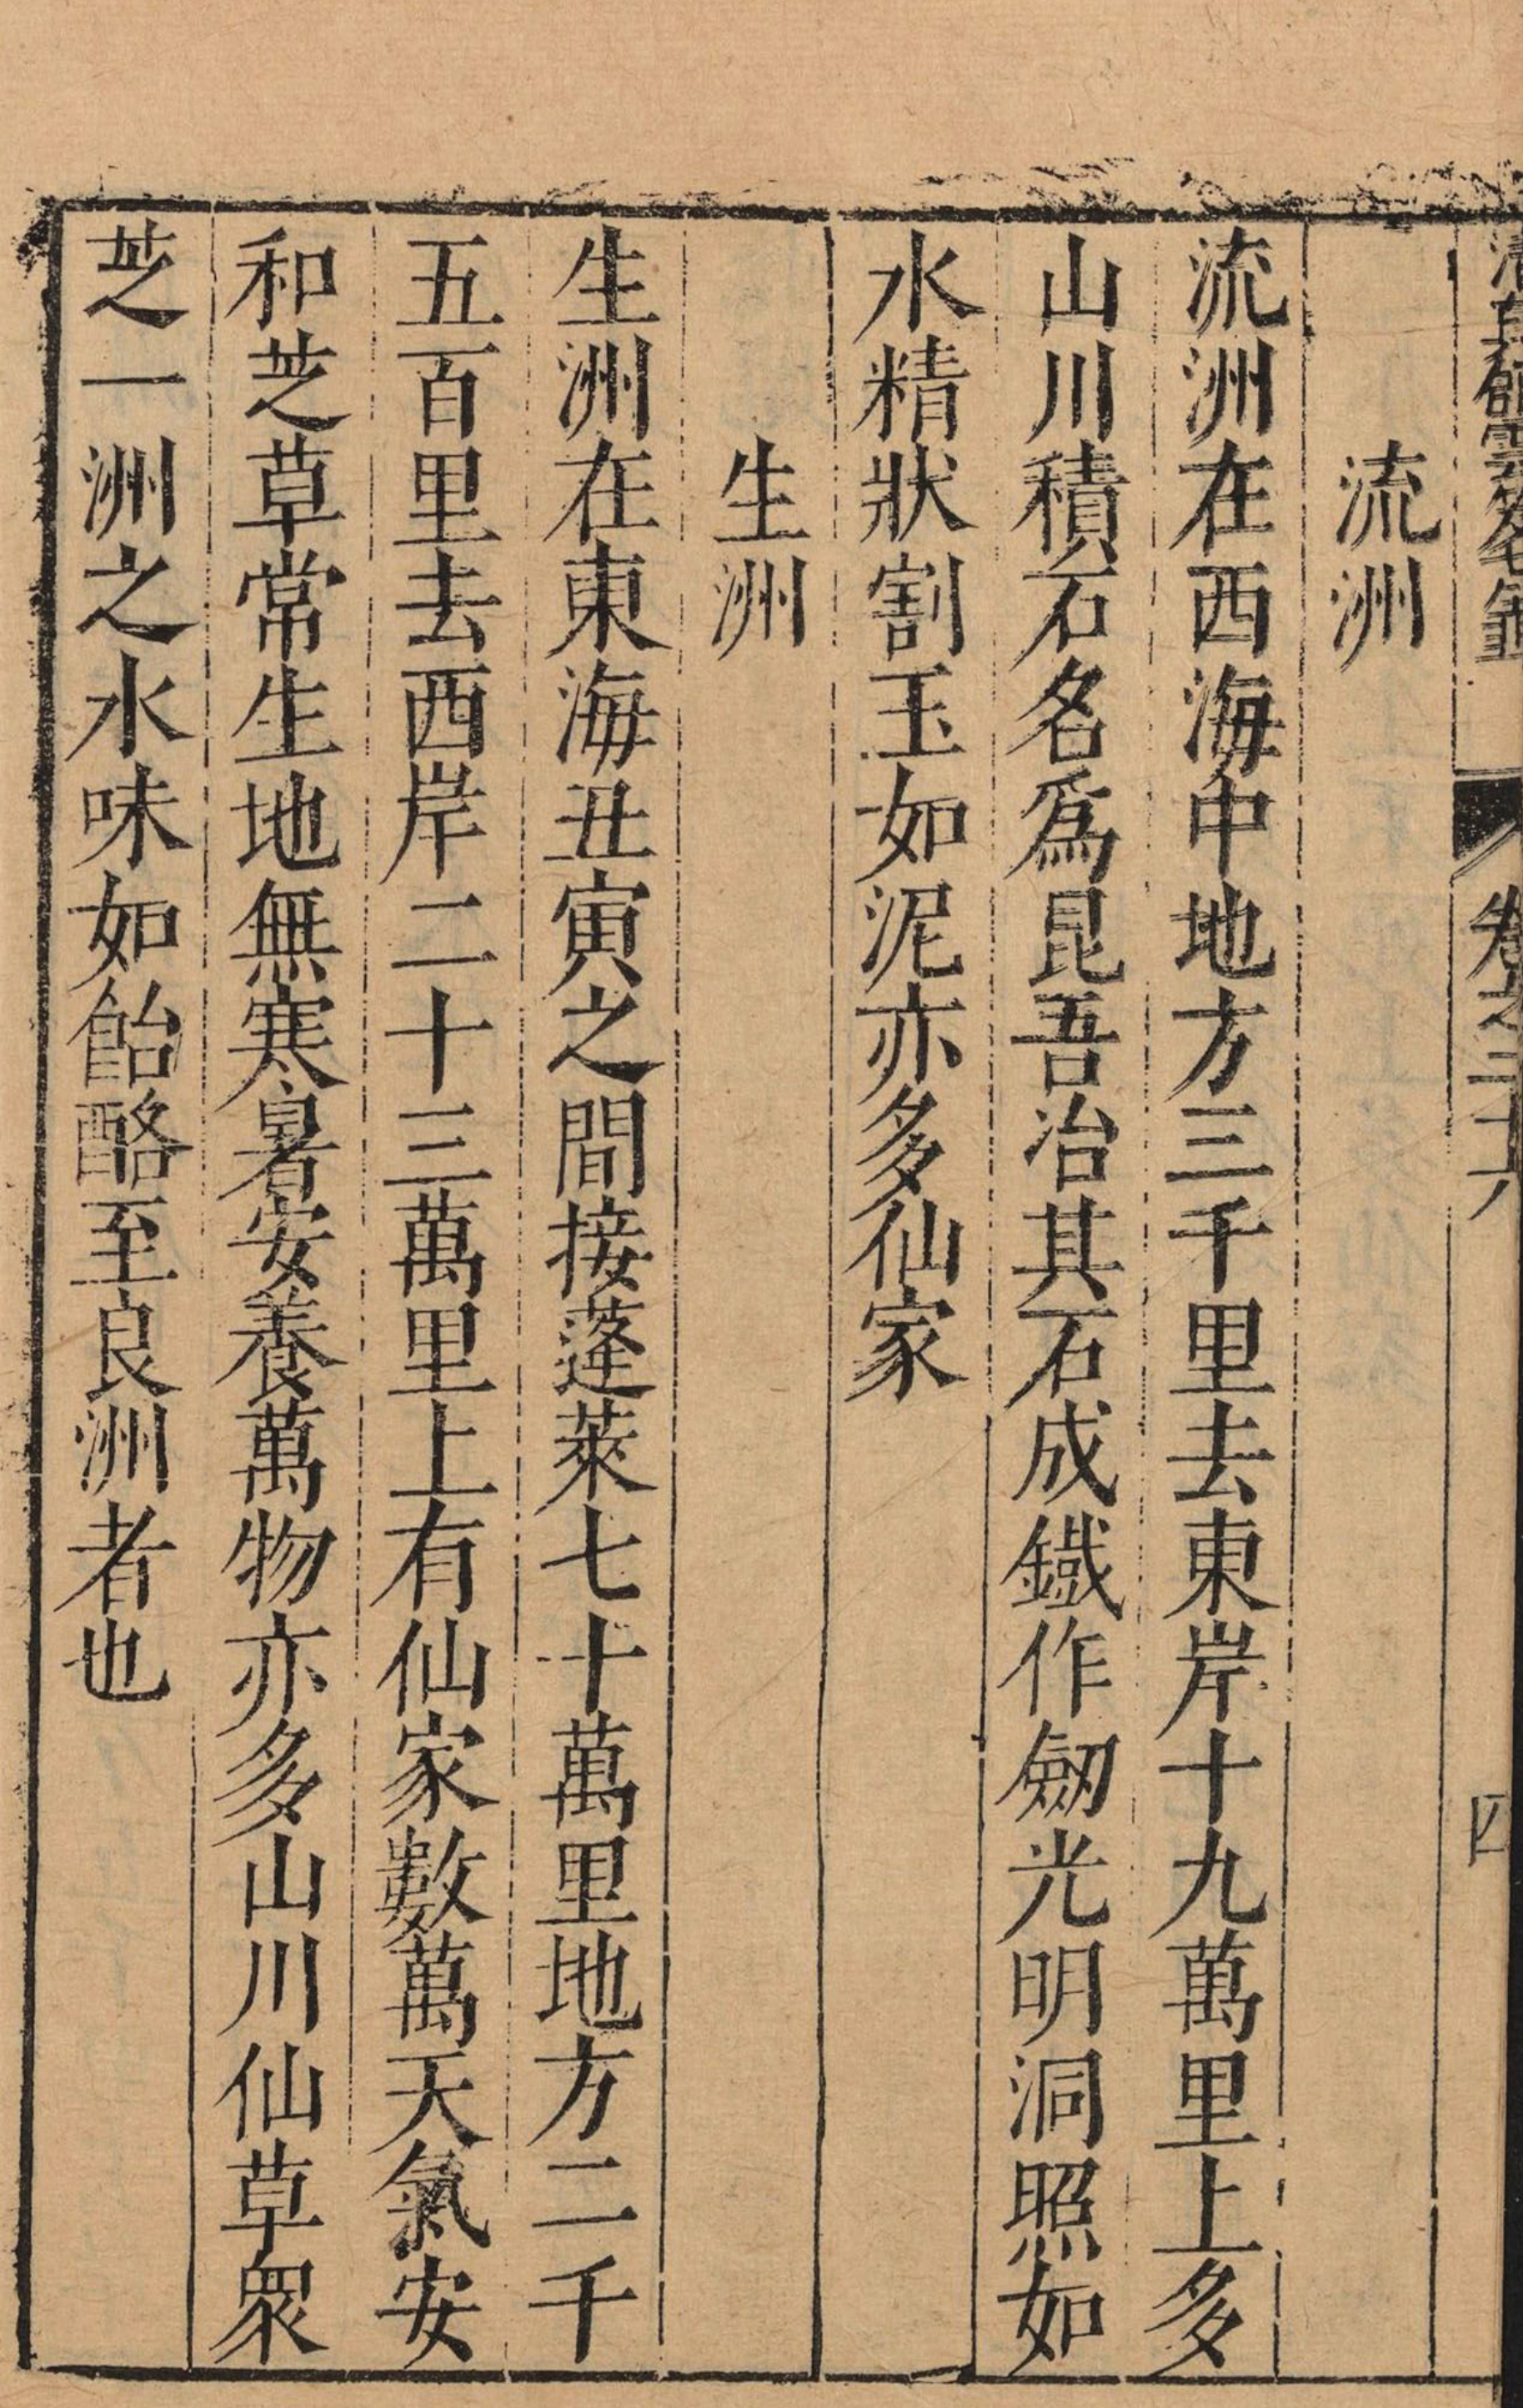 卷之二十六
四
流洲
流洲在西海中地方三千里去東岸十九萬里上多
山川積石名爲昆吾冶其石成鐵作劒光明洞照如
水精狀割玉如泥亦多仙家
生洲
生洲在東海丑寅之間接蓬萊七十萬里地方二千
五百里去西岸二十三萬里上有仙家數萬天氣安
和芝草常生地無寒暑安養萬物亦多山川仙草衆
芝一洲之水味如飴酪至良洲者也